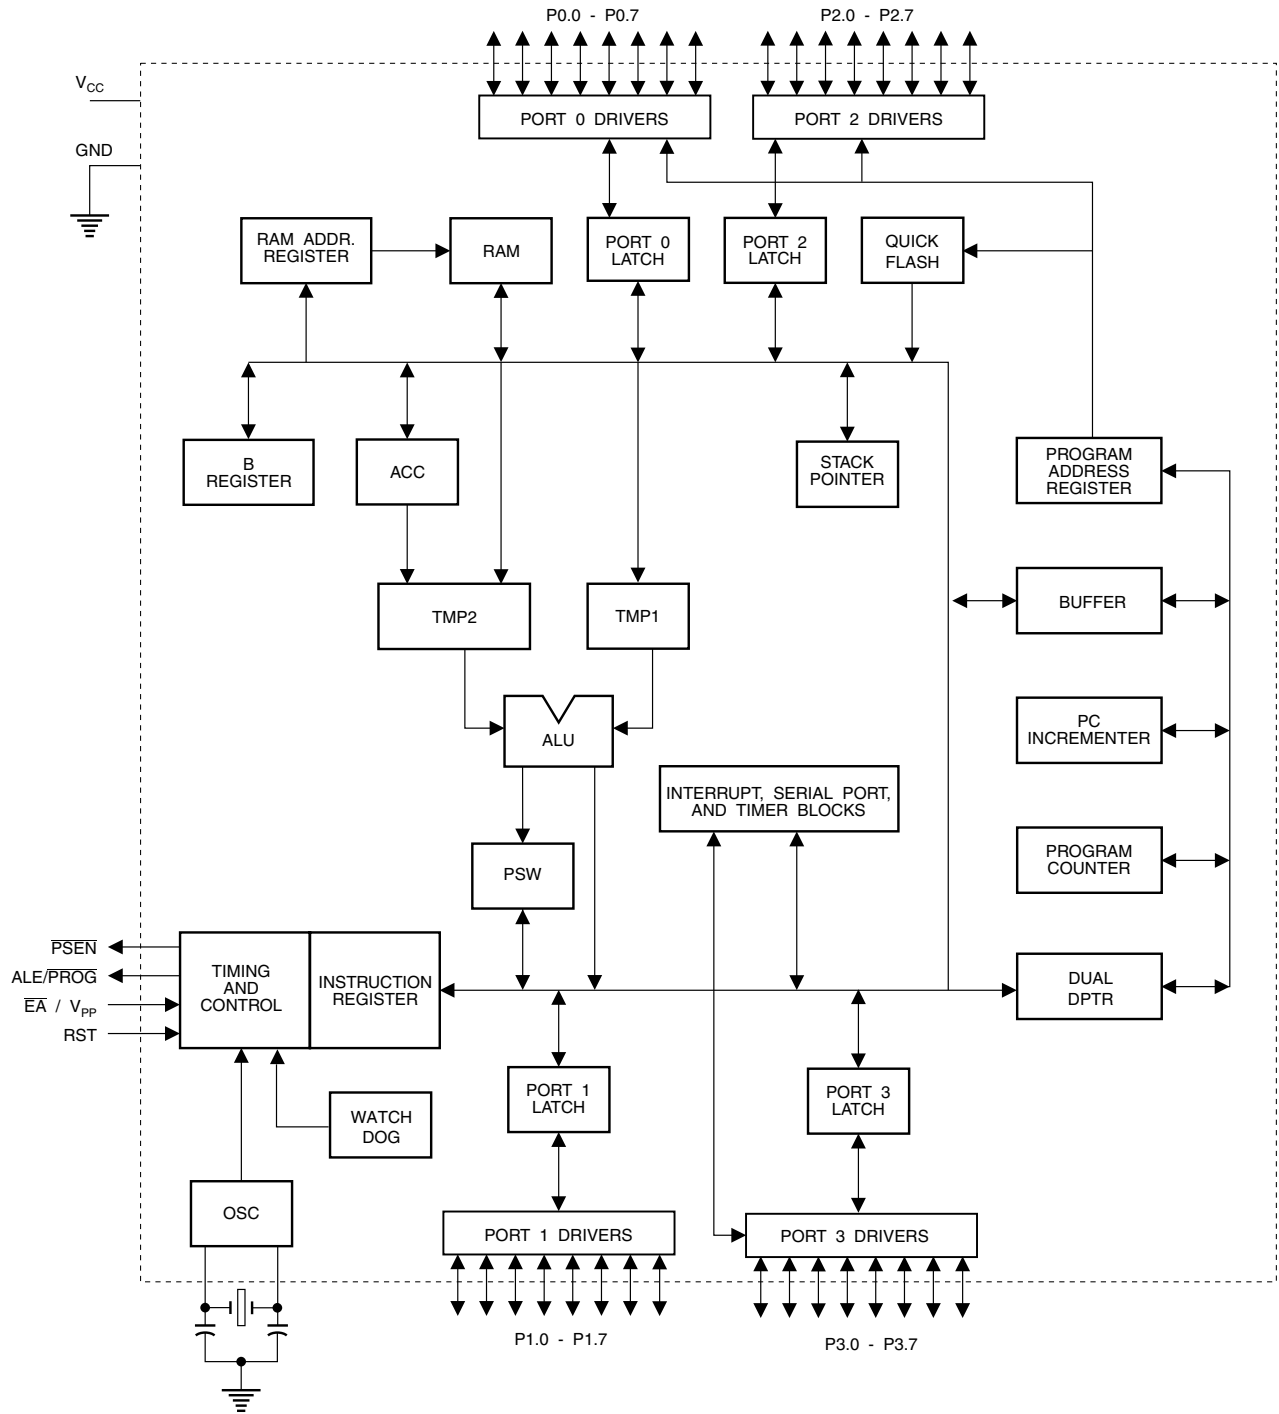 P0.0 - P0.7
P2.0 - P2.7
VCC
GND
PORT 0 DRIVERS
PORT 2 DRIVERS
RAM ADDR.
REGISTER
RAM
PORT 0
LATCH
PORT 2
LATCH
QUICK
FLASH
B
REGISTER
ACC
STACK
POINTER
PROGRAM
ADDRESS
REGISTER
TMP2
TMP1
BUFFER
ALU
PC
INCREMENTER
INTERRUPT, SERIAL PORT,
AND TIMER BLOCKS
PSW
PROGRAM
COUNTER
PSEN
ALE/PROG
EA / VPP
RST
TIMING
AND
CONTROL
INSTRUCTION
REGISTER
DUAL
DPTR
WATCH
DOG
PORT 1
LATCH
PORT 3
LATCH
OSC
PORT 1 DRIVERS
PORT 3 DRIVERS
P1.0 - P1.7
P3.0 - P3.7